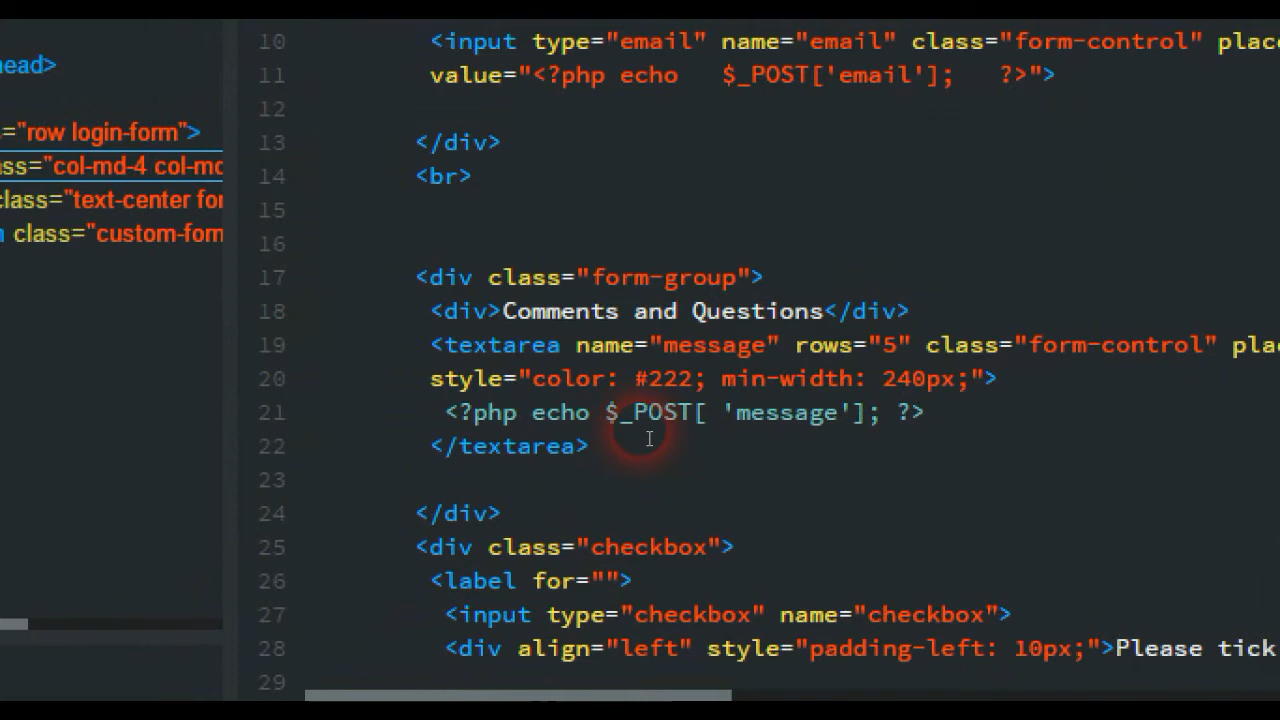 10 <input type="email" name="email" class="form-control" plac
ead>
11 value="<?php echo $_POST['email']; ?>">
12
="row login-form">
13 </div>
ass="col-md-4 col-md
14 <br>
class="text-center for
15
class="custom-form
16
17 <div class="form-group">
18 <div>Comments and Questions</div>
19 <textarea name="message" rows="5" class="form-control" plac
20 style="color: #222; min-width: 240px;">
21 <?php echo $_POST[ 'message']; ?>
22 </textarea>
23
24 </div>
25 <div class="checkbox">
26 <label for="">
27 <input type="checkbox" name="checkbox">
28 <div align="left" style="padding-left: 10px;">Please tick
29